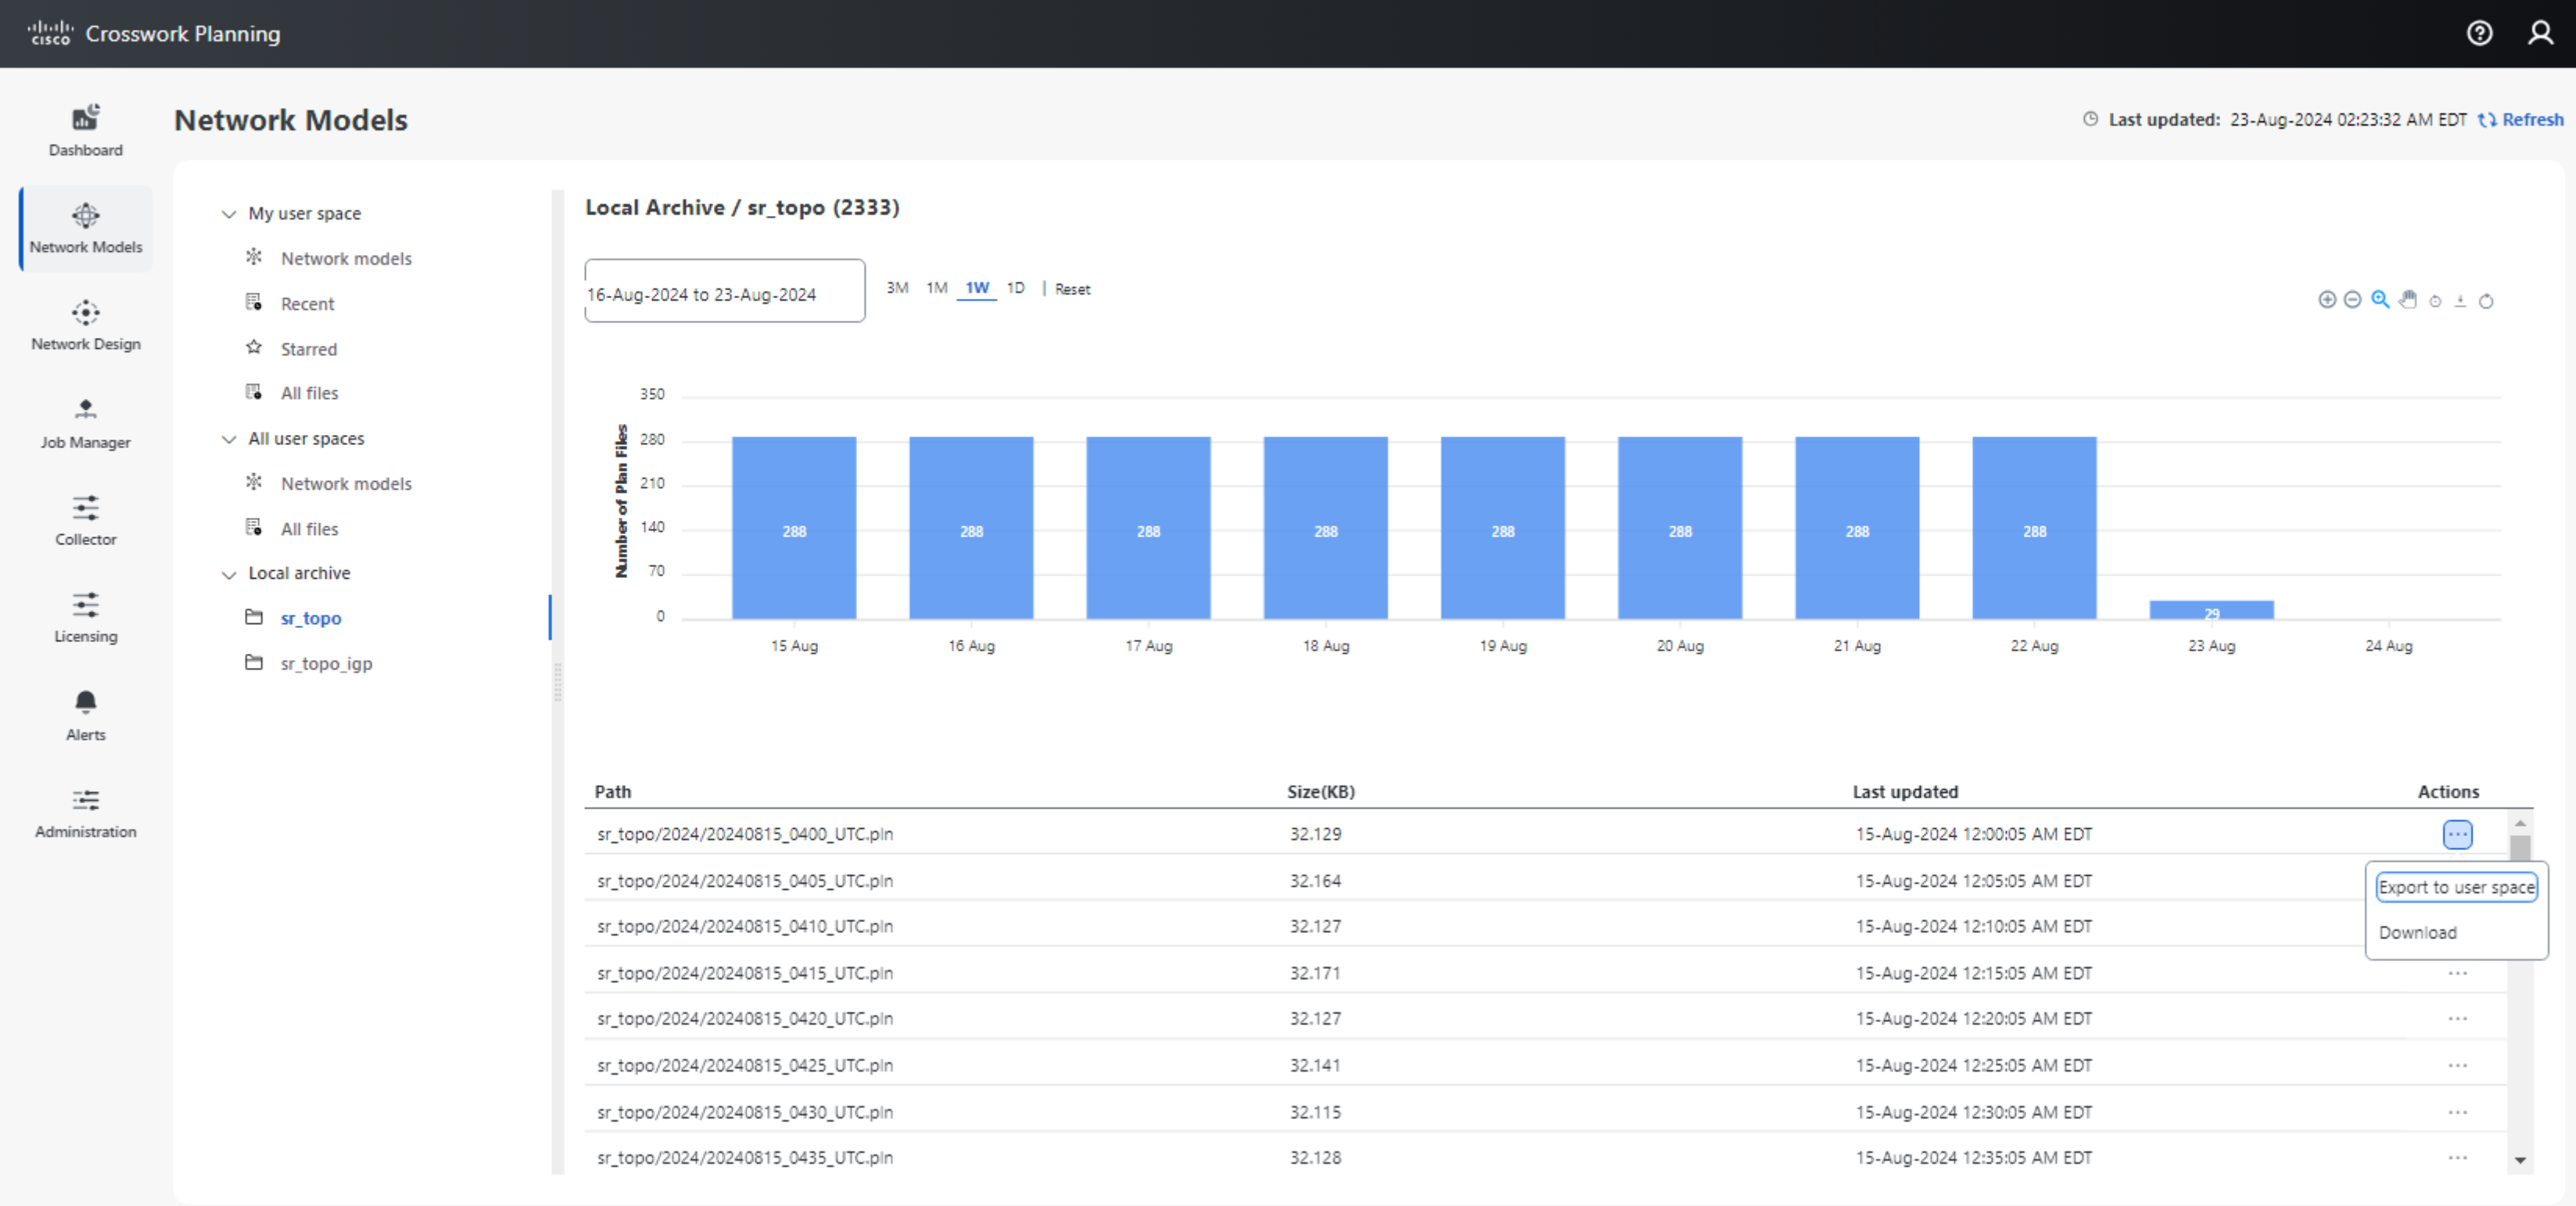 CISCO Crosswork Planning
Dashboard
Network Models
Network Design
Job Manager
Collector
Licensing
Alerts
Administration
Network Models
Last updated: 23-Aug-2024 02:23:32 AM EDT Refresh
My user space
Network models
Recent
Starred
All files
All user spaces
Network models
All files
Local archive
sr_topo
sr_topo_igp
Local Archive / sr_topo (2333)
16-Aug-2024 to 23-Aug-2024
3M 1M 1W 1D | Reset
Number of Plan Files
350
280
210
140
70
0
288 288 288 288 288 288 288 288 29
15 Aug 16 Aug 17 Aug 18 Aug 19 Aug 20 Aug 21 Aug 22 Aug 23 Aug 24 Aug
Path Size(KB) Last updated Actions
sr_topo/2024/20240815_0400_UTC.pln 32.129 15-Aug-2024 12:00:05 AM EDT ...
sr_topo/2024/20240815_0405_UTC.pln 32.164 15-Aug-2024 12:05:05 AM EDT
Export to user space
Download
sr_topo/2024/20240815_0410_UTC.pln 32.127 15-Aug-2024 12:10:05 AM EDT
sr_topo/2024/20240815_0415_UTC.pln 32.171 15-Aug-2024 12:15:05 AM EDT ...
sr_topo/2024/20240815_0420_UTC.pln 32.127 15-Aug-2024 12:20:05 AM EDT ...
sr_topo/2024/20240815_0425_UTC.pln 32.141 15-Aug-2024 12:25:05 AM EDT ...
sr_topo/2024/20240815_0430_UTC.pln 32.115 15-Aug-2024 12:30:05 AM EDT ...
sr_topo/2024/20240815_0435_UTC.pln 32.128 15-Aug-2024 12:35:05 AM EDT ...